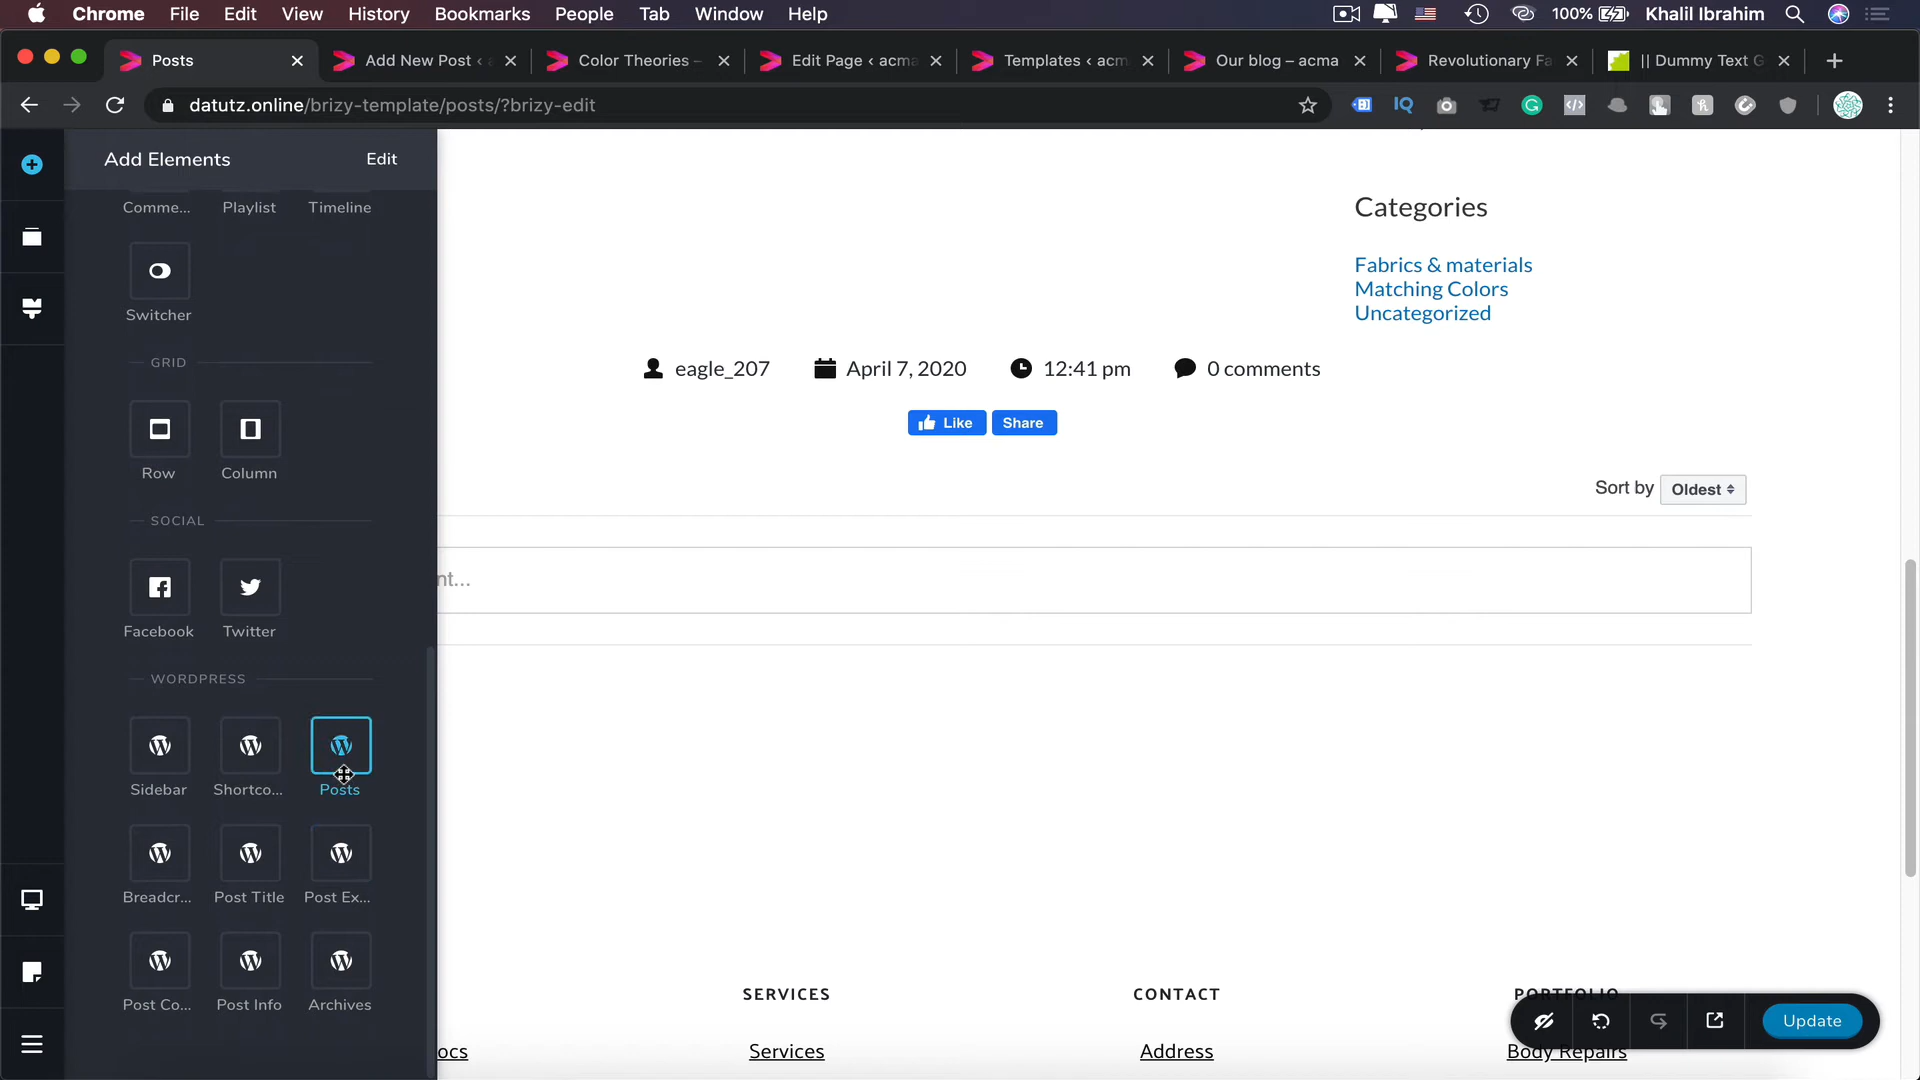 Chrome File Edit View History Bookmarks People Tab Window Help 100% Khalil Ibrahim
Posts Add New Post ‹ a Color Theories – Edit Page ‹ acma Templates ‹ acm Our blog – acma Revolutionary Fa || Dummy Text G
datutz.online/brizy-template/posts/?brizy-edit
Add Elements Edit
Comme... Playlist Timeline
Switcher
GRID
Row Column
SOCIAL
Facebook Twitter
WORDPRESS
Sidebar Shortco... Posts
Breadcr... Post Title Post Ex...
Post Co... Post Info Archives
Categories
Fabrics & materials
Matching Colors
Uncategorized
eagle_207 April 7, 2020 12:41 pm 0 comments
Like Share
Sort by Oldest
nt...
SERVICES CONTACT PORTFOLIO
Update
ocs Services Address Body Repairs